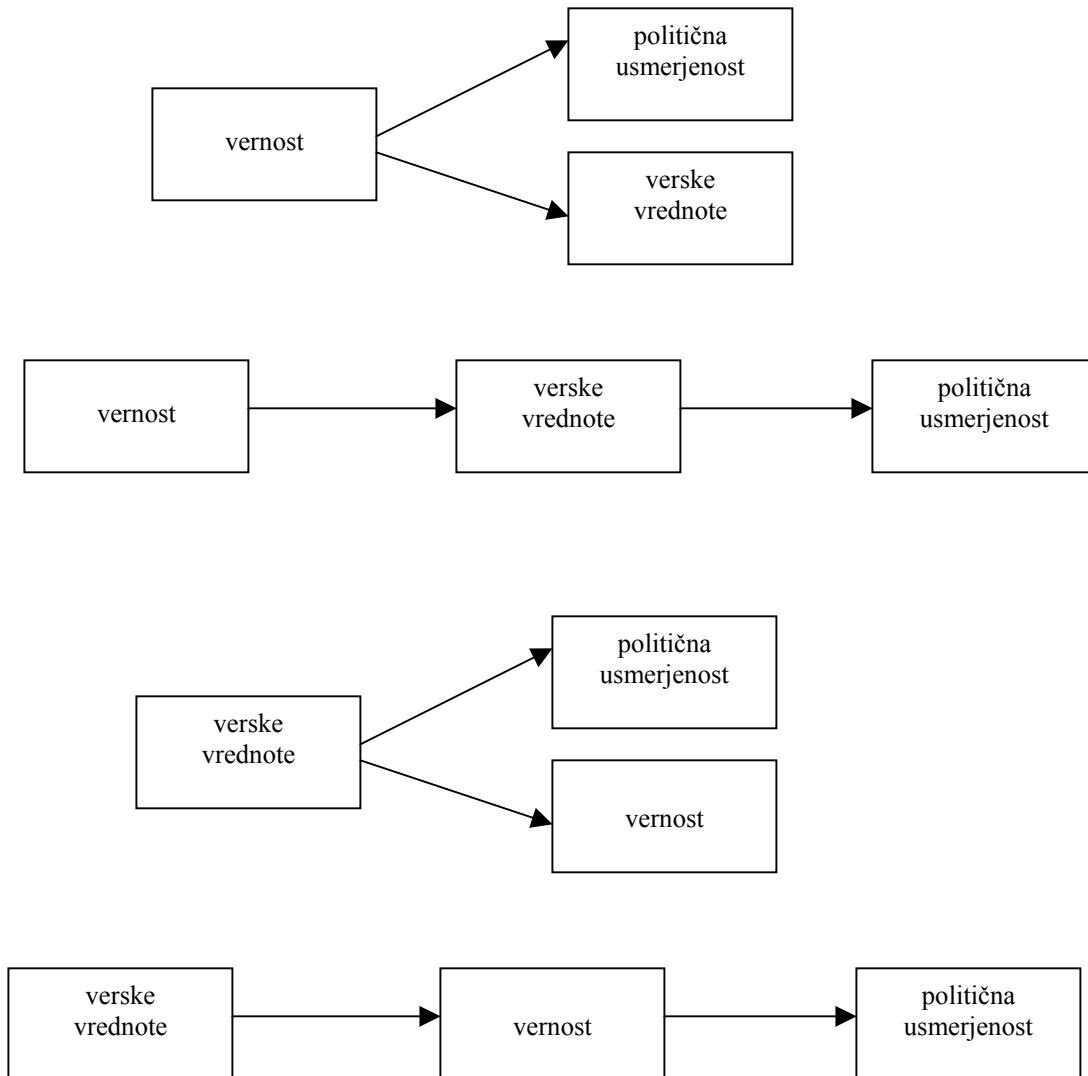 politična
usmerjenost
vernost
verske
vrednote
vernost
verske
vrednote
politična
usmerjenost
politična
usmerjenost
verske
vrednote
vernost
verske
vrednote
vernost
politična
usmerjenost